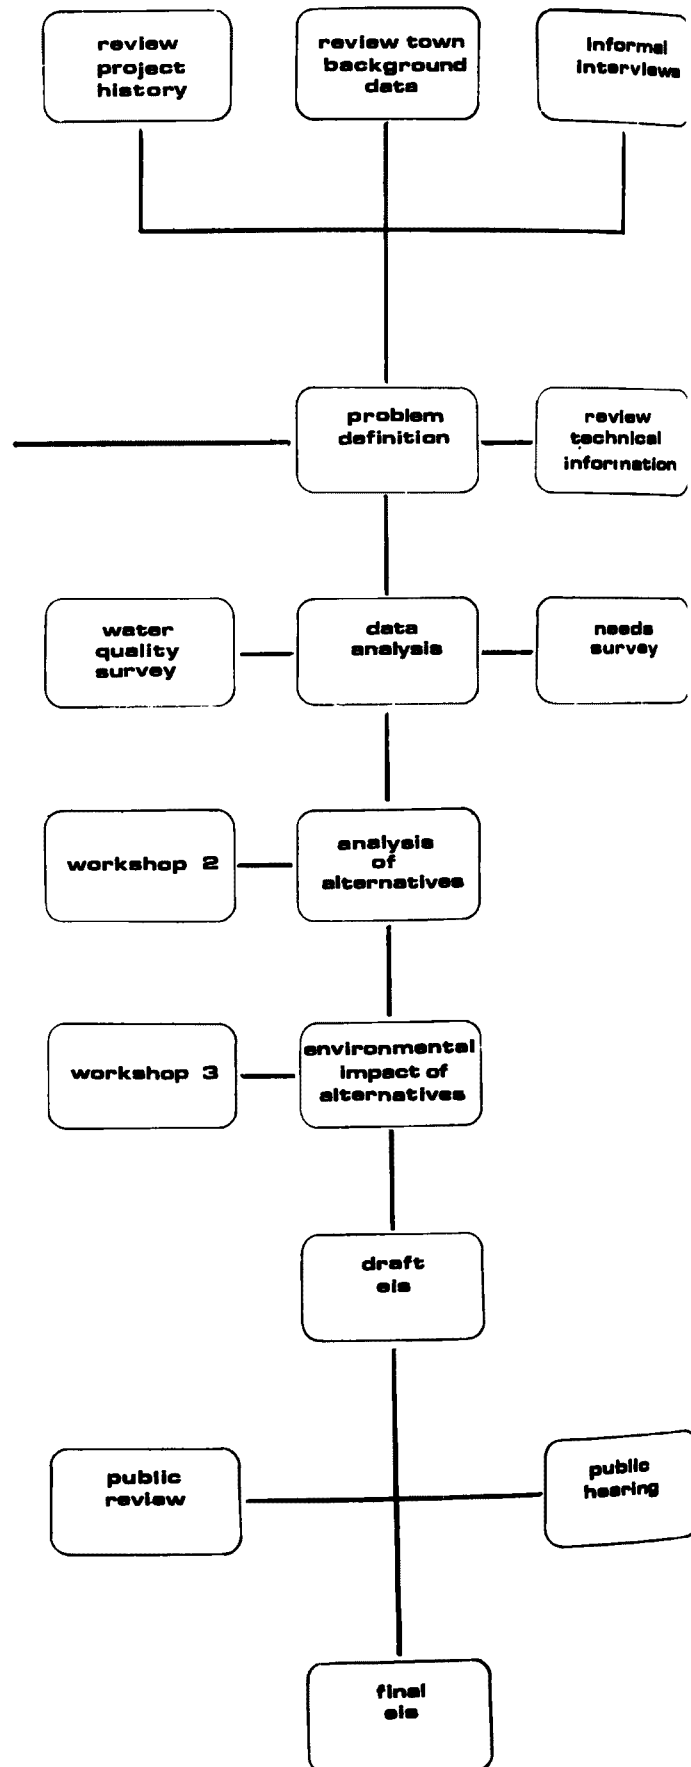 review
project
history
review town
background
data
informal
interviews
problem
definition
review
technical
information
water
quality
survey
data
analysis
needs
survey
workshop 2
analysis
of
alternatives
workshop 3
environmental
impact of
alternatives
draft
eis
public
review
public
hearing
final
eis